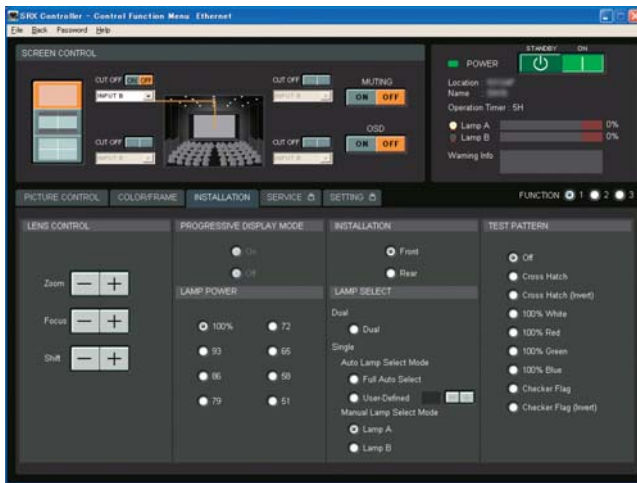 SRX Controller - Control Function Menu Ethernet
File Back Password Help
SCREEN CONTROL
CUT OFF ON OFF
INPUT B
CUT OFF
INPUT B
CUT OFF
INPUT B
CUT OFF
INPUT B
MUTING
ON OFF
OSD
ON OFF
POWER
STANDBY ON
Location :
Name :
Operation Timer : 5H
Lamp A 0%
Lamp B 0%
Warning Info
PICTURE CONTROL COLOR/FRAME INSTALLATION SERVICE SETTING
FUNCTION 1 2 3
LENS CONTROL
Zoom - +
Focus - +
Shift - +
PROGRESSIVE DISPLAY MODE
On
Off
LAMP POWER
100% 72
93 65
86 58
79 51
INSTALLATION
Front
Rear
LAMP SELECT
Dual
Dual
Single
Auto Lamp Select Mode
Full Auto Select
User-Defined
Manual Lamp Select Mode
Lamp A
Lamp B
TEST PATTERN
Off
Cross Hatch
Cross Hatch (Invert)
100% White
100% Red
100% Green
100% Blue
Checker Flag
Checker Flag (Invert)